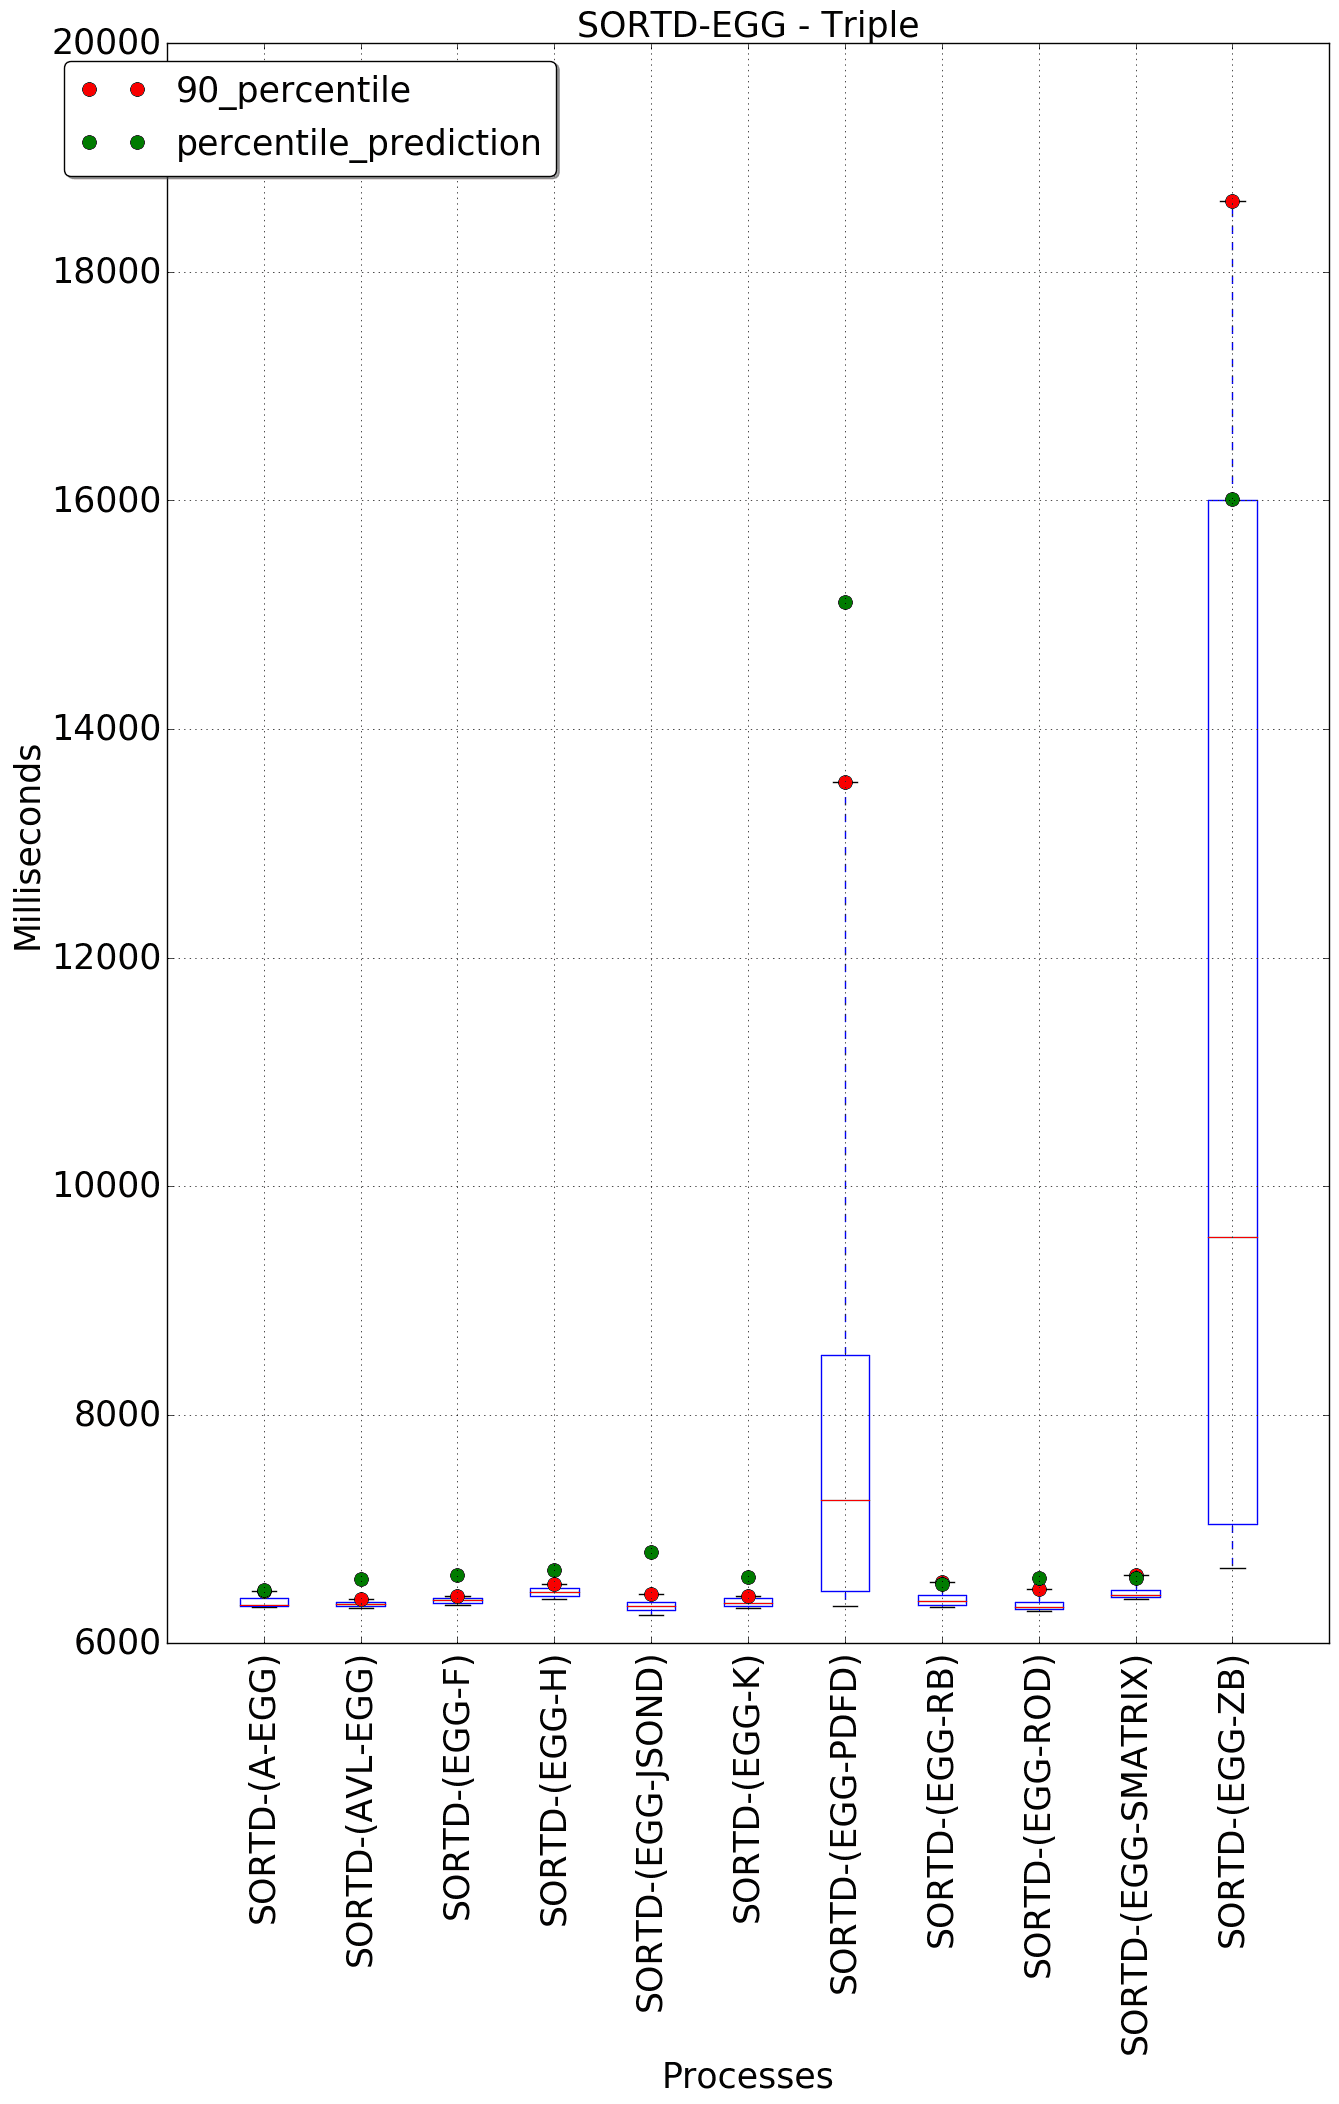 SORTD-EGG - Triple
90_percentile
percentile_prediction
20000
18000
16000
14000
12000
10000
8000
6000
Milliseconds
SORTD-(A-EGG)
SORTD-(AVL-EGG)
SORTD-(EGG-F)
SORTD-(EGG-H)
SORTD-(EGG-JSOND)
SORTD-(EGG-K)
SORTD-(EGG-PDFD)
SORTD-(EGG-RB)
SORTD-(EGG-ROD)
SORTD-(EGG-SMATRIX)
SORTD-(EGG-ZB)
Processes